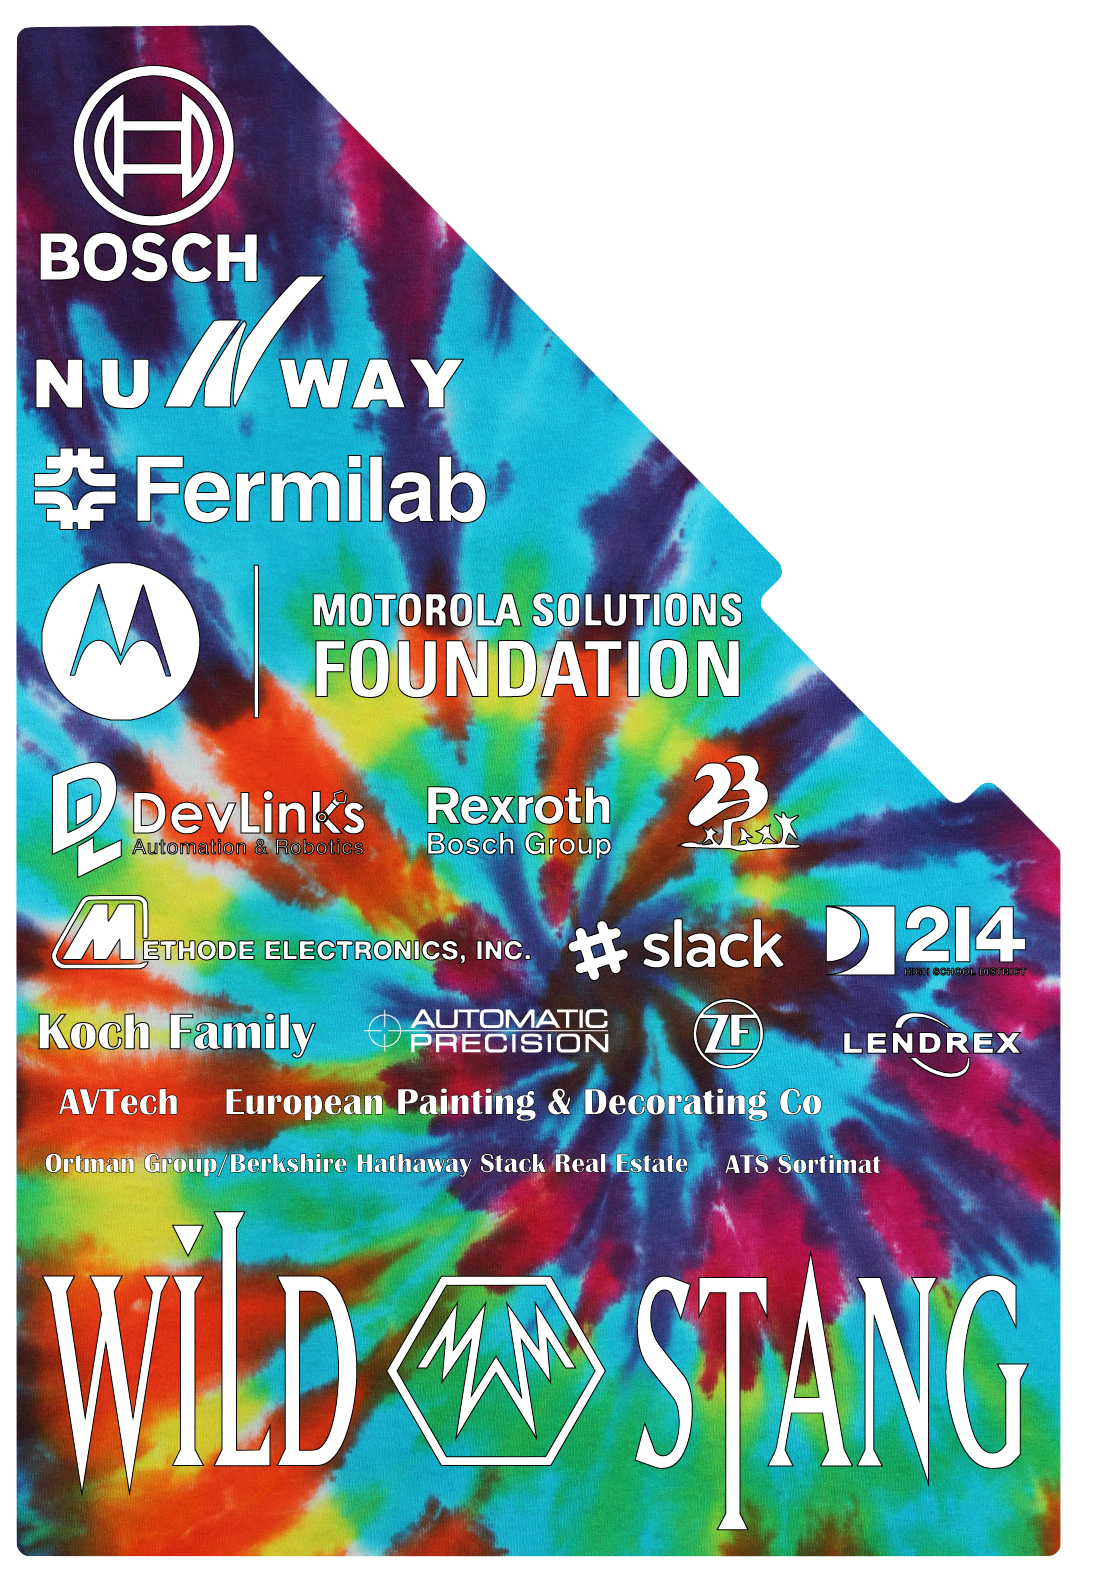 BOSCH
NU WAY
Fermilab
MOTOROLA SOLUTIONS
FOUNDATION
DevLinks
Automation & Robotics
Rexroth
Bosch Group
23
METHODE ELECTRONICS, INC.
slack
214
HIGH SCHOOL DISTRICT
Koch Family
AUTOMATIC
PRECISION
ZF
LENDREX
AVTech
European Painting & Decorating Co
Ortman Group/Berkshire Hathaway Stack Real Estate
ATS Sortimat
WiLD
STANG